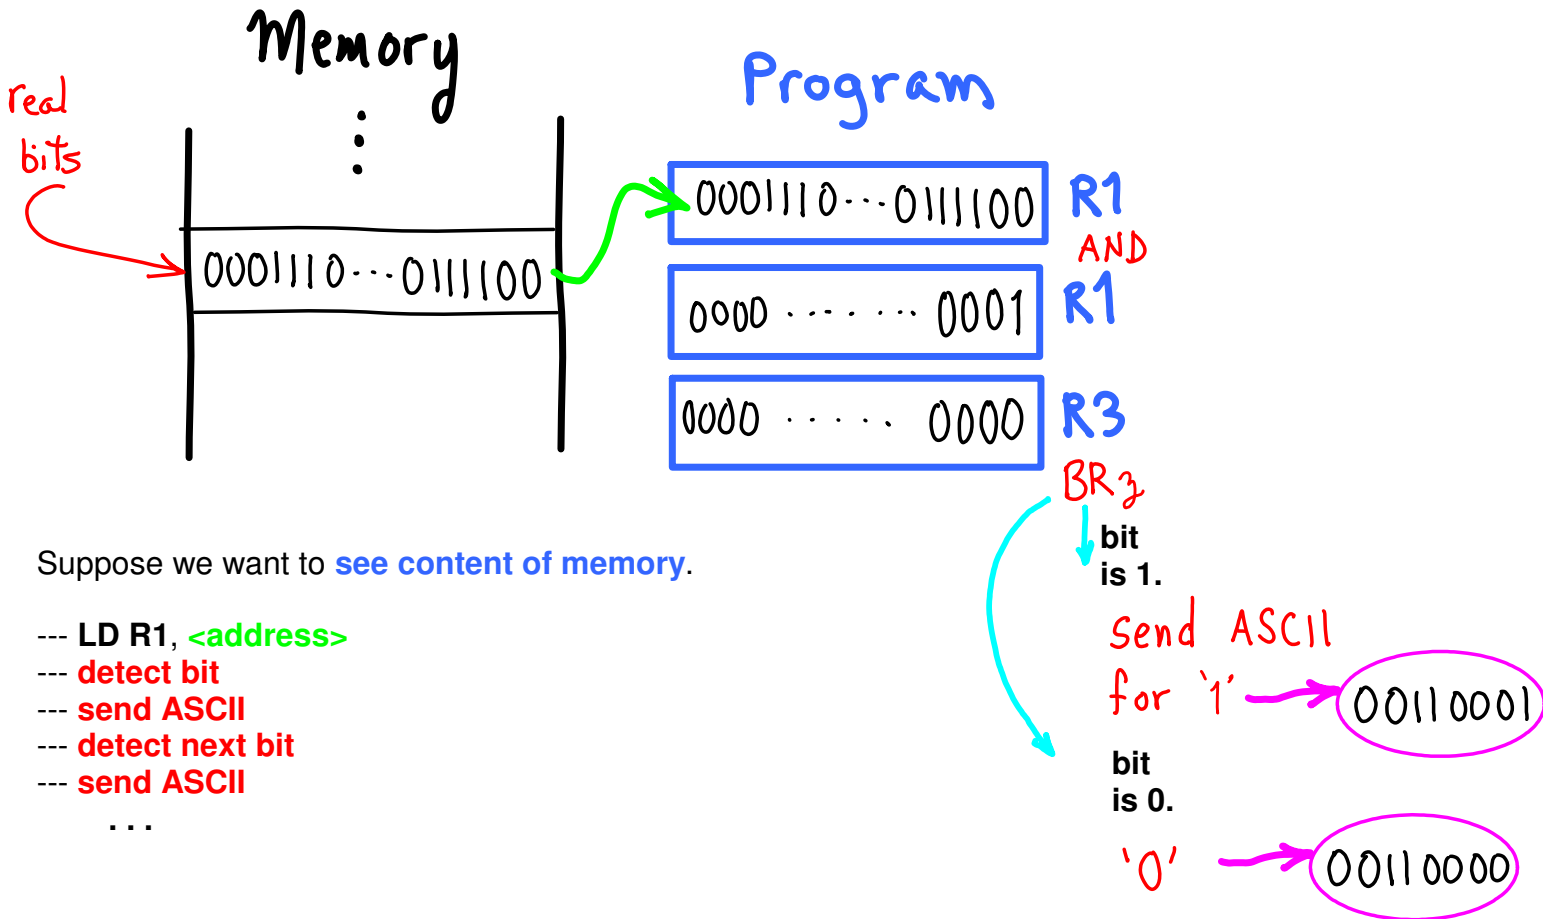 Memory
real
bits
⋮
0001110...0111100
Program
0001110...0111100 R1
AND
0000 ........ 0001 R1
0000 ..... 0000 R3
BRz
bit
is 1.
send ASCII
for '1' 00110001
bit
is 0.
'0' 00110000
Suppose we want to see content of memory.
--- LD R1, <address>
--- detect bit
--- send ASCII
--- detect next bit
--- send ASCII
. . .